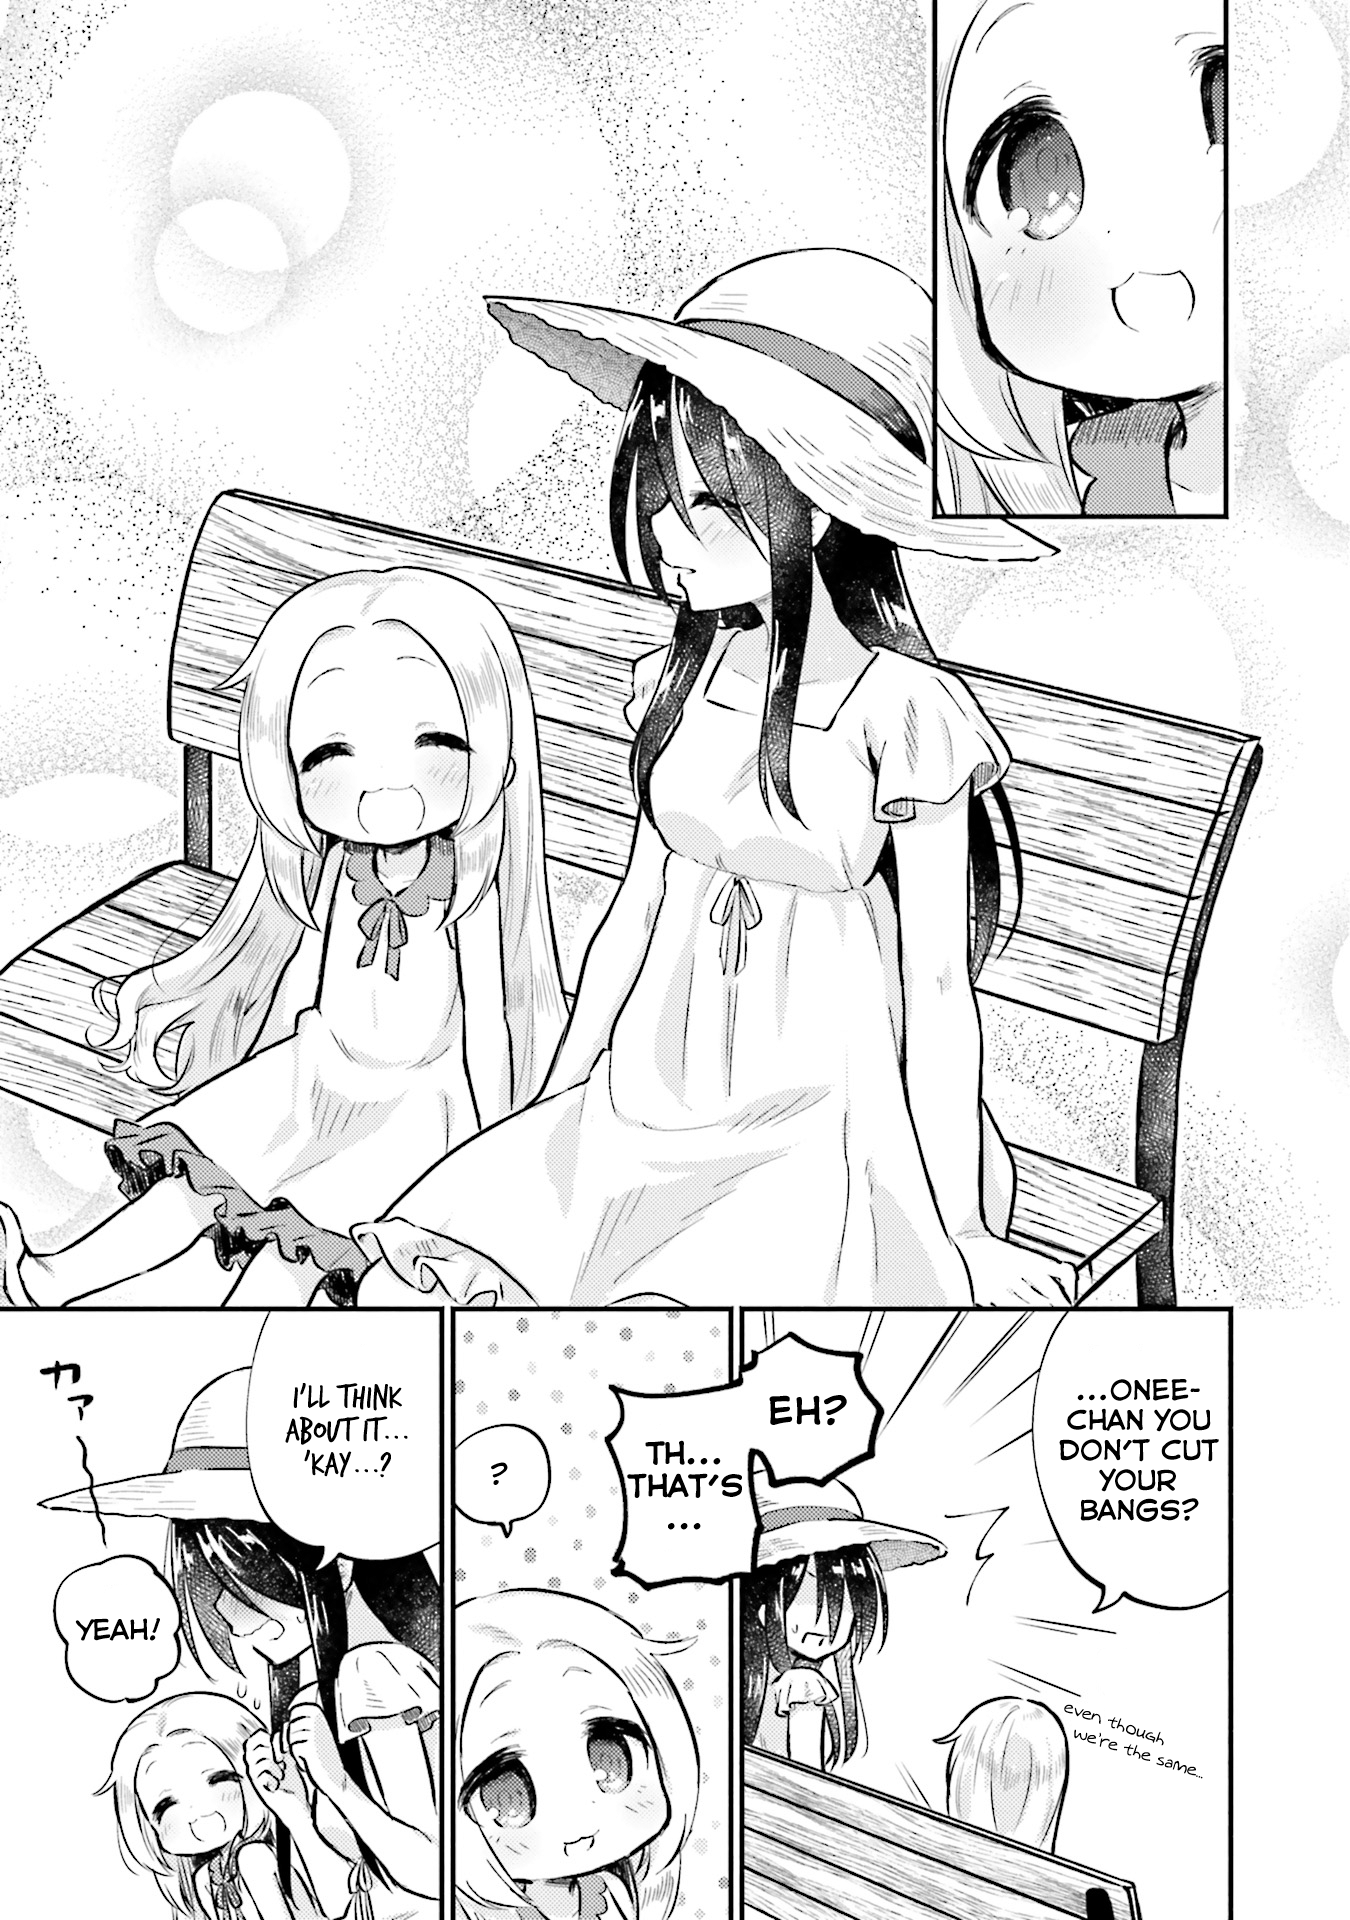 ...ONEE-
CHAN YOU
DON'T CUT
YOUR
BANGS?
even though
we're the same...
EH?
TH...
THAT'S
...
?
I'LL THINK
ABOUT IT...
'KAY...?
カァ〜
YEAH!